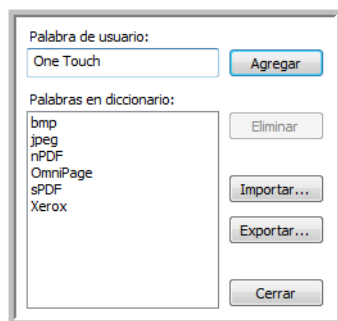 Palabra de usuario:
One Touch
Agregar
Palabras en diccionario:
bmp
jpeg
nPDF
OmniPage
sPDF
Xerox
Eliminar
Importar...
Exportar...
Cerrar